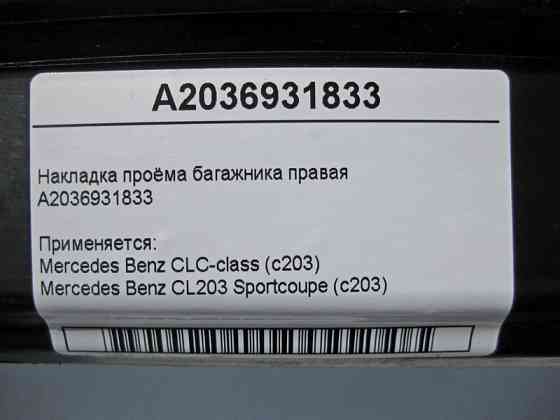 A2036931833
Накладка проёма багажника правая
A2036931833
Применяется:
Mercedes Benz CLC-class (c203)
Mercedes Benz CL203 Sportcoupe (c203)